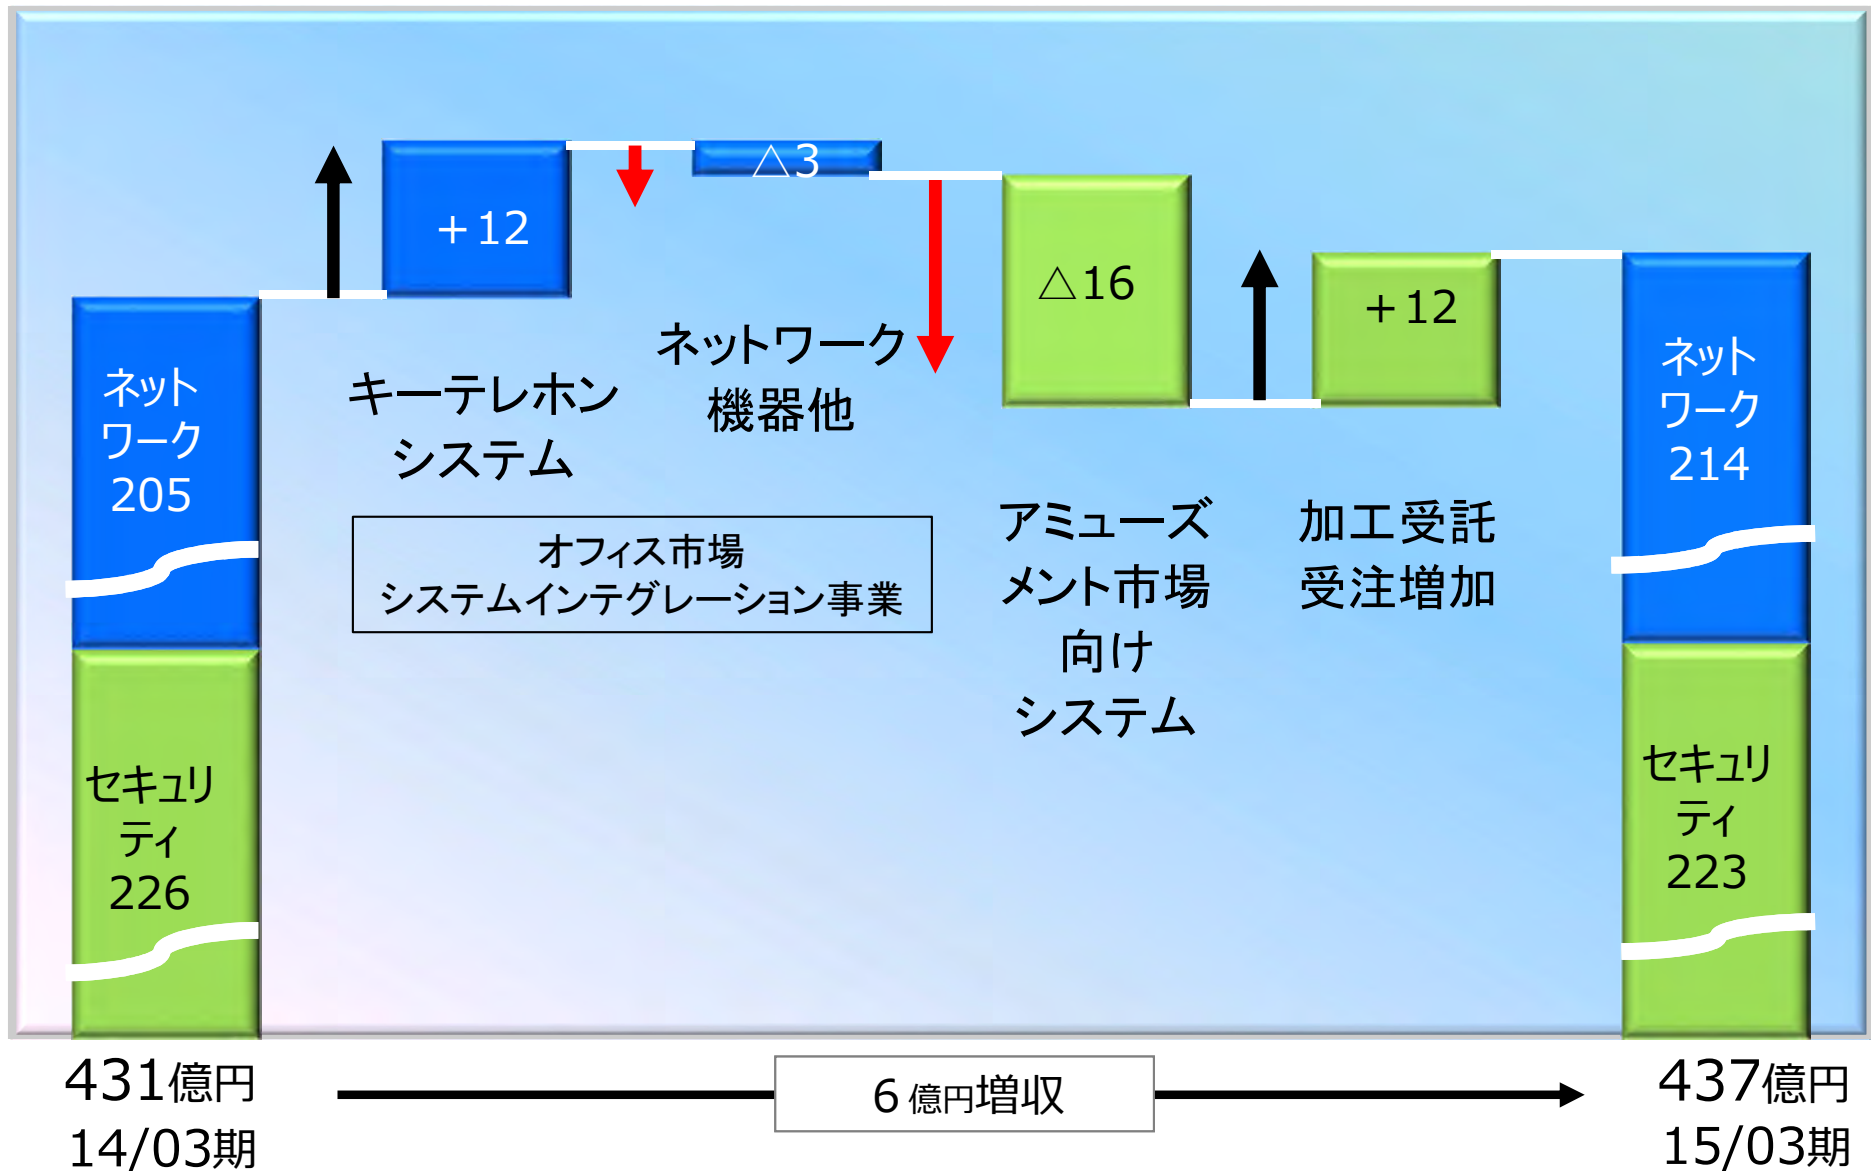 ネット
ワーク
205
セキュリ
ティ
226
+12
キーテレホン
システム
△3
ネットワーク
機器他
オフィス市場
システムインテグレーション事業
△16
アミューズ
メント市場
向け
システム
+12
加工受託
受注増加
ネット
ワーク
214
セキュリ
ティ
223
431億円
14/03期
6億円増収
437億円
15/03期